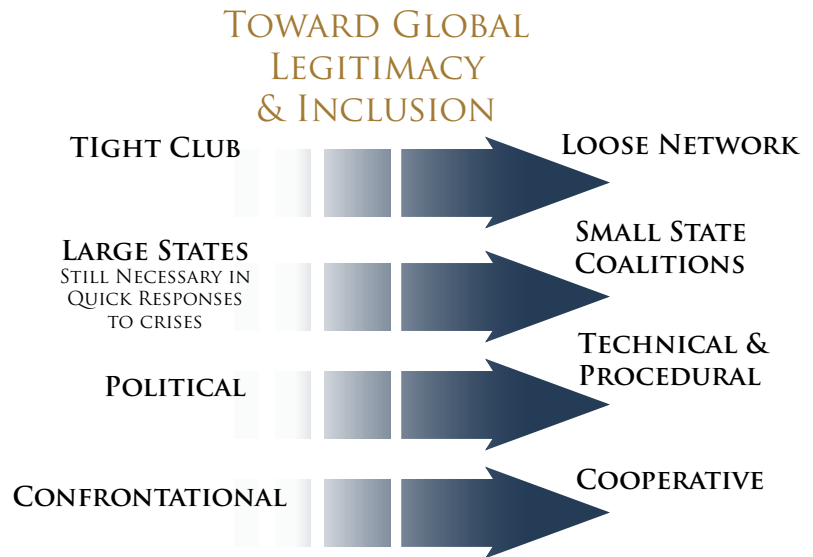 Toward Global
Legitimacy
& Inclusion
TIght Club
Loose Network
Large States
Still Necessary in
Quick Responses
to crises
Small State
Coalitions
Political
Technical &
Procedural
Confrontational
Cooperative